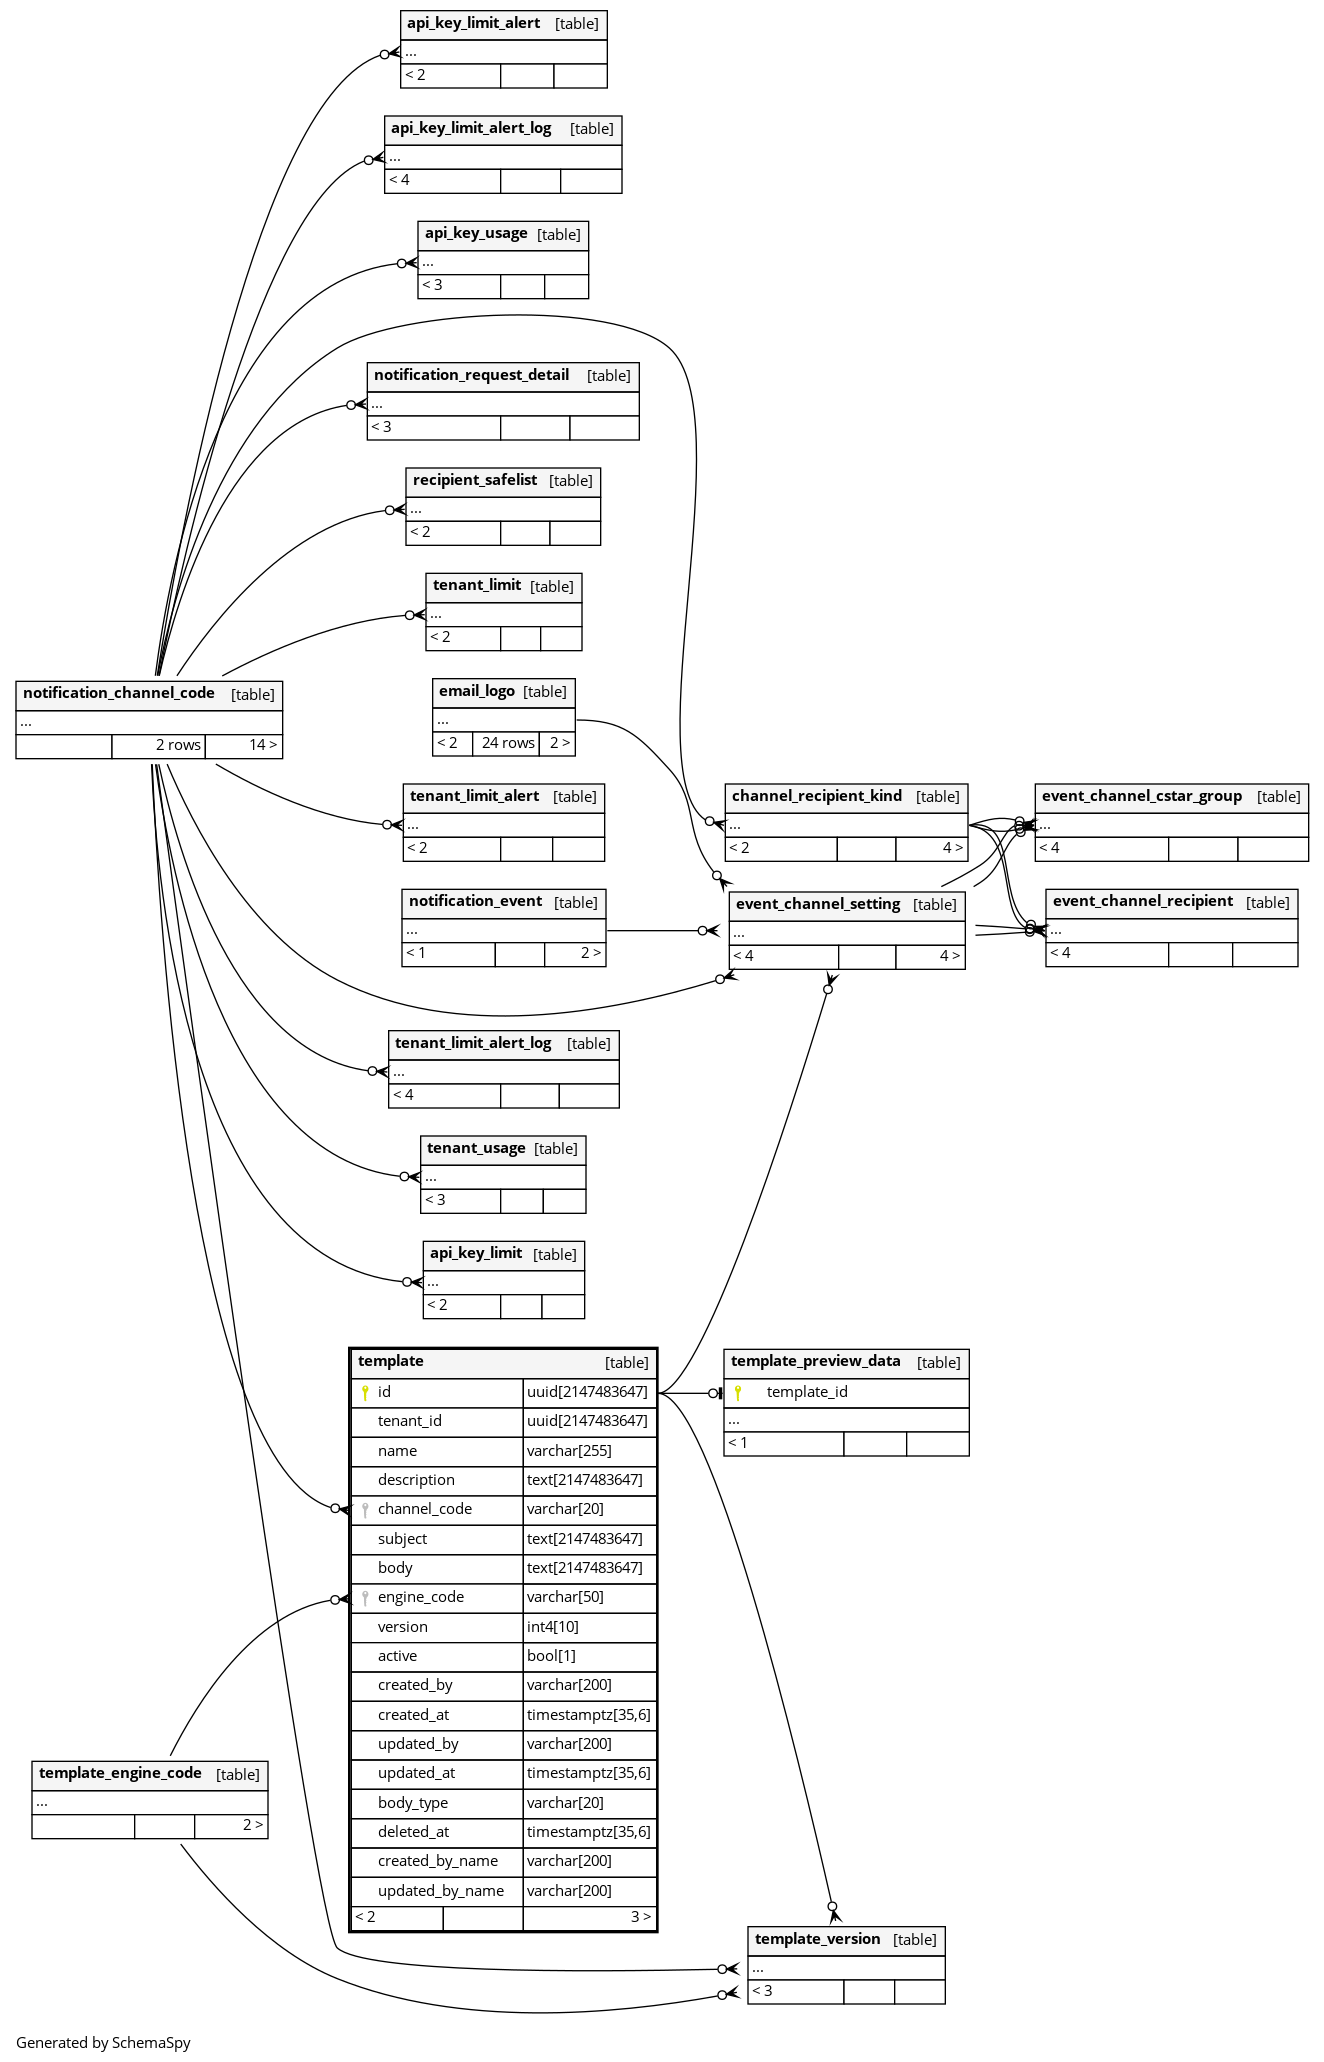 api_key_limit_alert [table]
...
< 2
api_key_limit_alert_log [table]
...
< 4
api_key_usage [table]
...
< 3
notification_request_detail [table]
...
< 3
recipient_safelist [table]
...
< 2
tenant_limit [table]
...
< 2
notification_channel_code [table]
...
2 rows 14 >
email_logo [table]
...
< 2 24 rows 2 >
tenant_limit_alert [table]
...
< 2
channel_recipient_kind [table]
...
< 2 4 >
event_channel_cstar_group [table]
...
< 4
notification_event [table]
...
< 1 2 >
event_channel_setting [table]
...
< 4 4 >
event_channel_recipient [table]
...
< 4
tenant_limit_alert_log [table]
...
< 4
tenant_usage [table]
...
< 3
api_key_limit [table]
...
< 2
template [table]
id uuid[2147483647]
tenant_id uuid[2147483647]
name varchar[255]
description text[2147483647]
channel_code varchar[20]
subject text[2147483647]
body text[2147483647]
engine_code varchar[50]
version int4[10]
active bool[1]
created_by varchar[200]
created_at timestamptz[35,6]
updated_by varchar[200]
updated_at timestamptz[35,6]
body_type varchar[20]
deleted_at timestamptz[35,6]
created_by_name varchar[200]
updated_by_name varchar[200]
< 2 3 >
template_preview_data [table]
template_id
...
< 1
template_engine_code [table]
...
2 >
template_version [table]
...
< 3
Generated by SchemaSpy